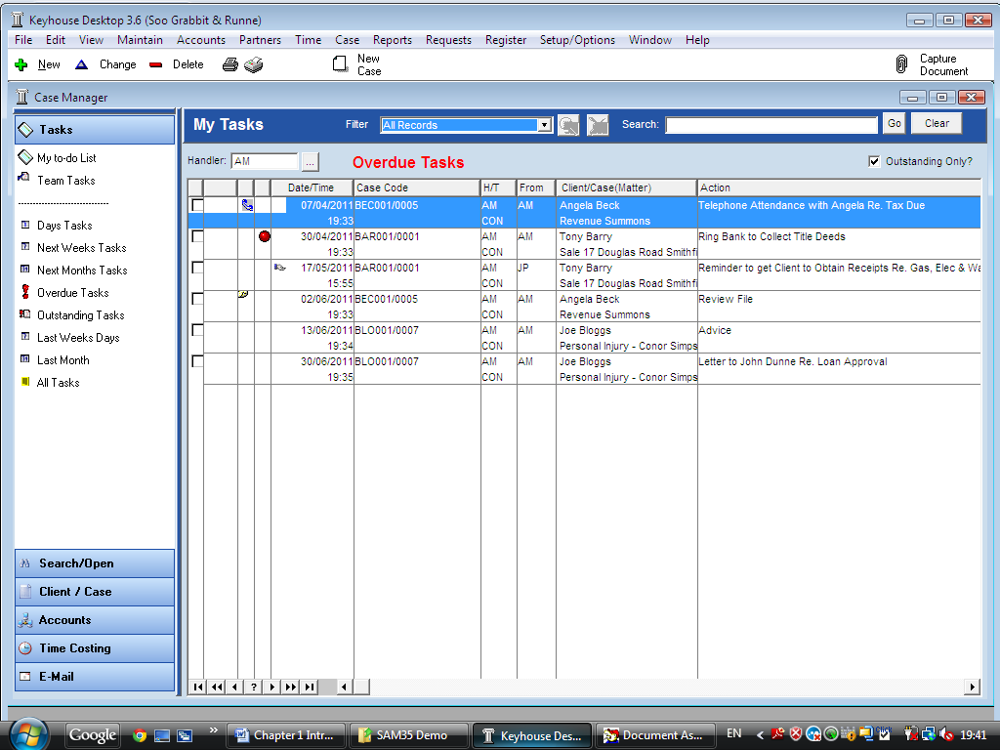 Keyhouse Desktop 3.6 (Soo Grabbit & Runne)
File Edit View Maintain Accounts Partners Time Case Reports Requests Register Setup/Options Window Help
New Change Delete New Case Capture Document
Case Manager
Tasks
My to-do List
Team Tasks
-------------------------------
Days Tasks
Next Weeks Tasks
Next Months Tasks
Overdue Tasks
Outstanding Tasks
Last Weeks Days
Last Month
All Tasks
Search/Open
Client / Case
Accounts
Time Costing
E-Mail
My Tasks Filter All Records Search: Go Clear
Handler: AM ... Overdue Tasks Outstanding Only?
Date/Time Case Code H/T From Client/Case(Matter) Action
07/04/2011 BEC001/0005 AM AM Angela Beck Telephone Attendance with Angela Re. Tax Due
19:33 CON Revenue Summons
30/04/2011 BAR001/0001 AM AM Tony Barry Ring Bank to Collect Title Deeds
19:33 CON Sale 17 Douglas Road Smithfi
17/05/2011 BAR001/0001 AM JP Tony Barry Reminder to get Client to Obtain Receipts Re. Gas, Elec & Wa
15:55 CON Sale 17 Douglas Road Smithfi
02/06/2011 BEC001/0005 AM AM Angela Beck Review File
19:33 CON Revenue Summons
13/06/2011 BLO001/0007 AM AM Joe Bloggs Advice
19:34 CON Personal Injury - Conor Simps
30/06/2011 BLO001/0007 AM AM Joe Bloggs Letter to John Dunne Re. Loan Approval
19:35 CON Personal Injury - Conor Simps
?
Google » Chapter 1 Intr... SAM35 Demo Keyhouse Des... Document As... EN < 19:41